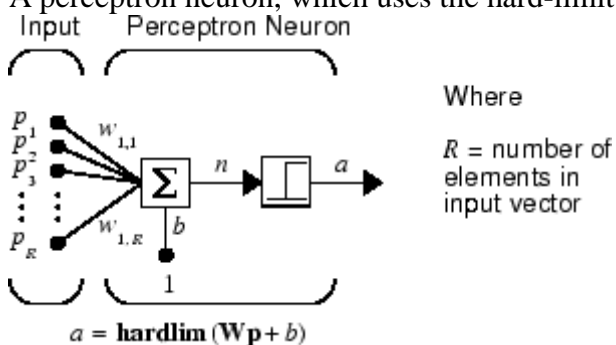 A perceptron neuron, which uses the hard-limit
Input Perceptron Neuron
p1
p2
p3
pR
w1,1
w1,R
Σ
n
a
b
1
Where
R = number of
elements in
input vector
a = hardlim (Wp + b)